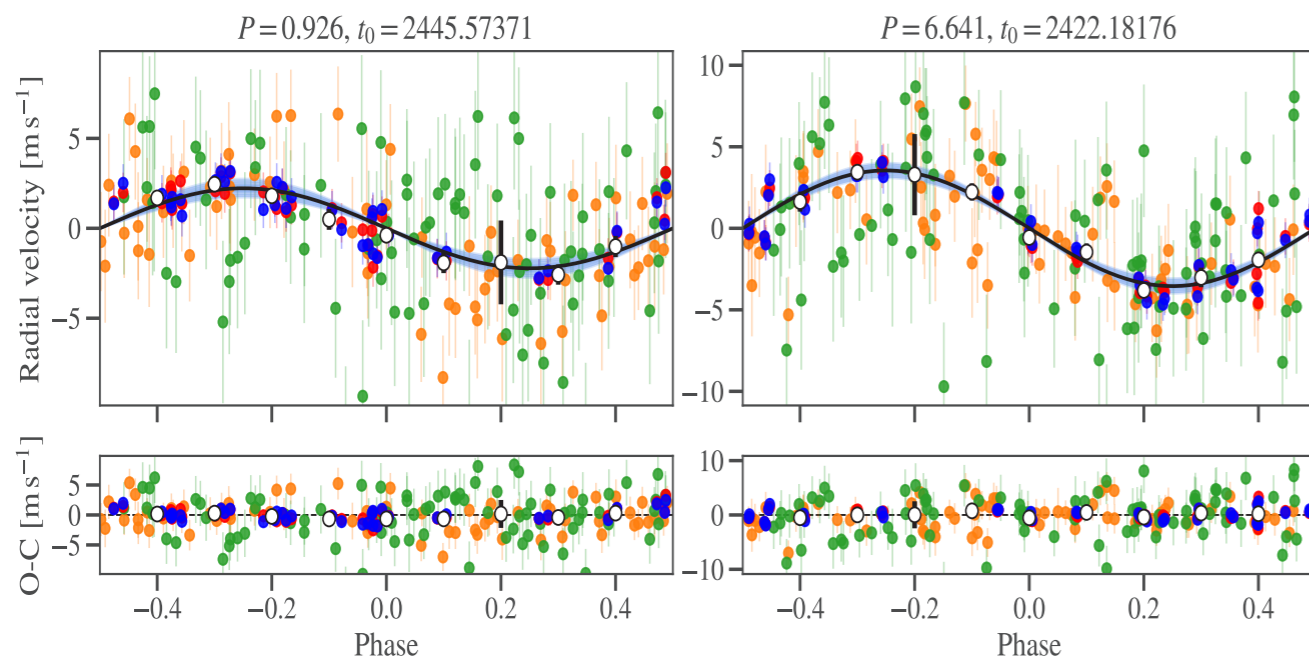 P = 0.926, t₀ = 2445.57371
P = 6.641, t₀ = 2422.18176
Radial velocity [m s⁻¹]
5
0
−5
10
5
0
−5
−10
O-C [m s⁻¹]
5
0
−5
10
0
−10
−0.4 −0.2 0.0 0.2 0.4
−0.4 −0.2 0.0 0.2 0.4
Phase
Phase